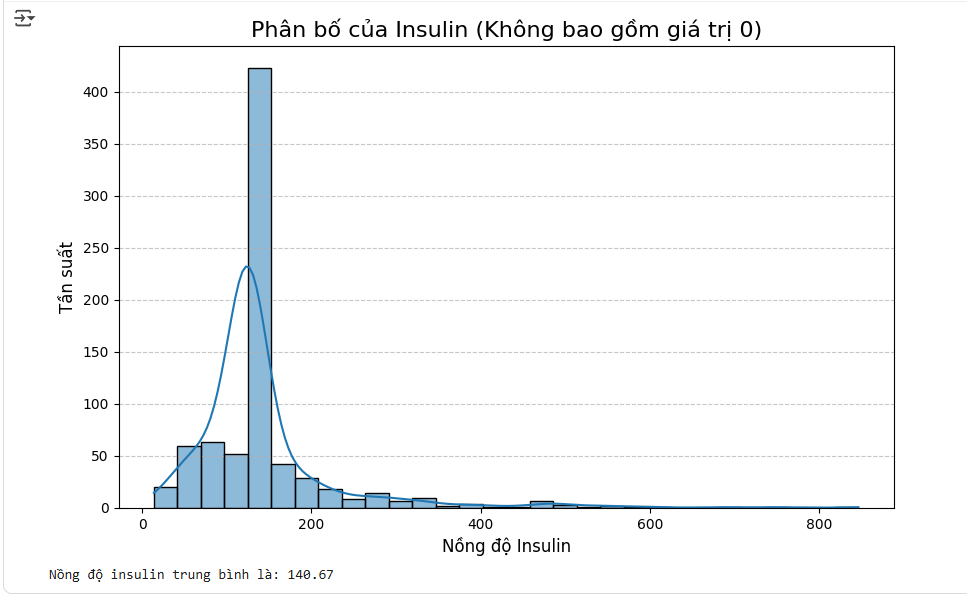 Phân bố của Insulin (Không bao gồm giá trị 0)
400
350
300
250
200
150
100
50
0
Tần suất
0 200 400 600 800
Nồng độ Insulin
Nồng độ insulin trung bình là: 140.67